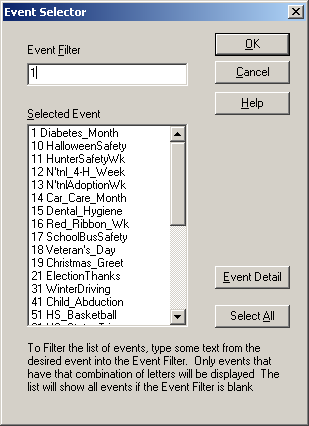 Event Selector
Event Filter
OK
1
Cancel
Help
Selected Event
1 Diabetes_Month
10 HalloweenSafety
11 HunterSafetyWk
12 N'tnl_4-H_Week
13 N'tnlAdoptionWk
14 Car_Care_Month
15 Dental_Hygiene
16 Red_Ribbon_Wk
17 SchoolBusSafety
18 Veteran's_Day
19 Christmas_Greet
21 ElectionThanks
31 WinterDriving
41 Child_Abduction
51 HS_Basketball
Event Detail
Select All
To Filter the list of events, type some text from the
desired event into the Event Filter. Only events that
have that combination of letters will be displayed The
list will show all events if the Event Filter is blank